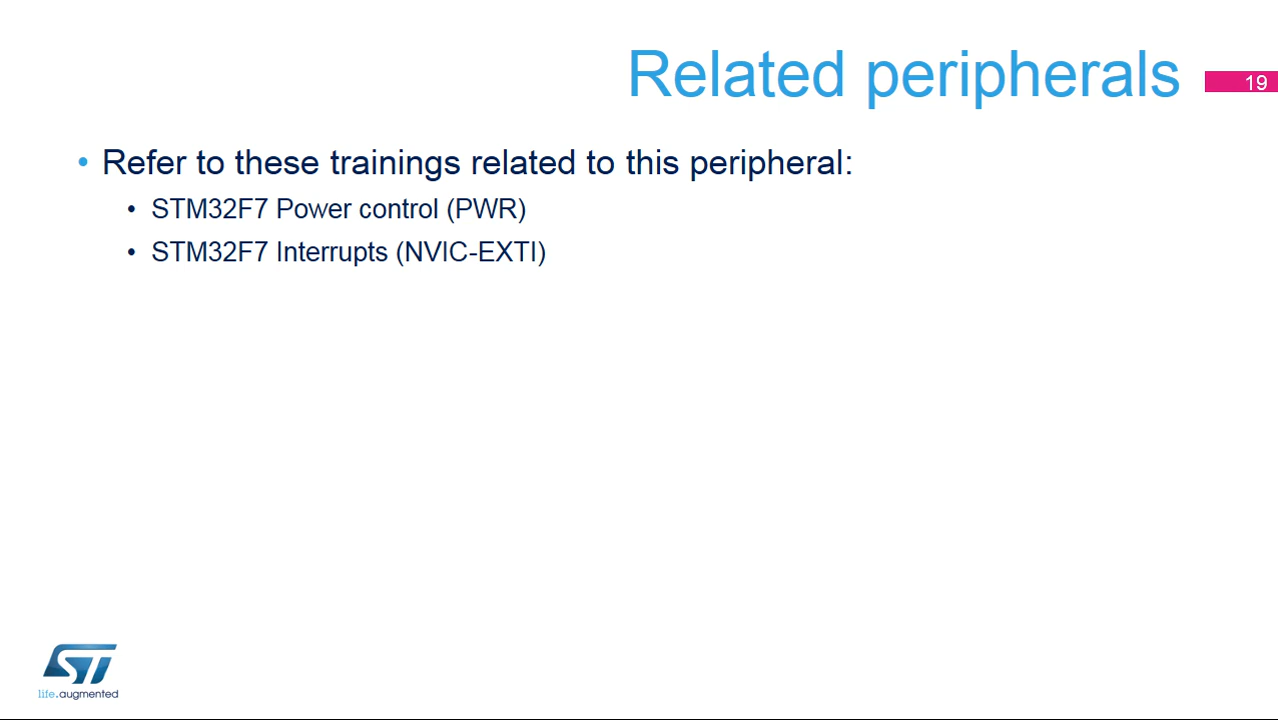 Related peripherals
19
• Refer to these trainings related to this peripheral:
• STM32F7 Power control (PWR)
• STM32F7 Interrupts (NVIC-EXTI)
ST
life.augmented